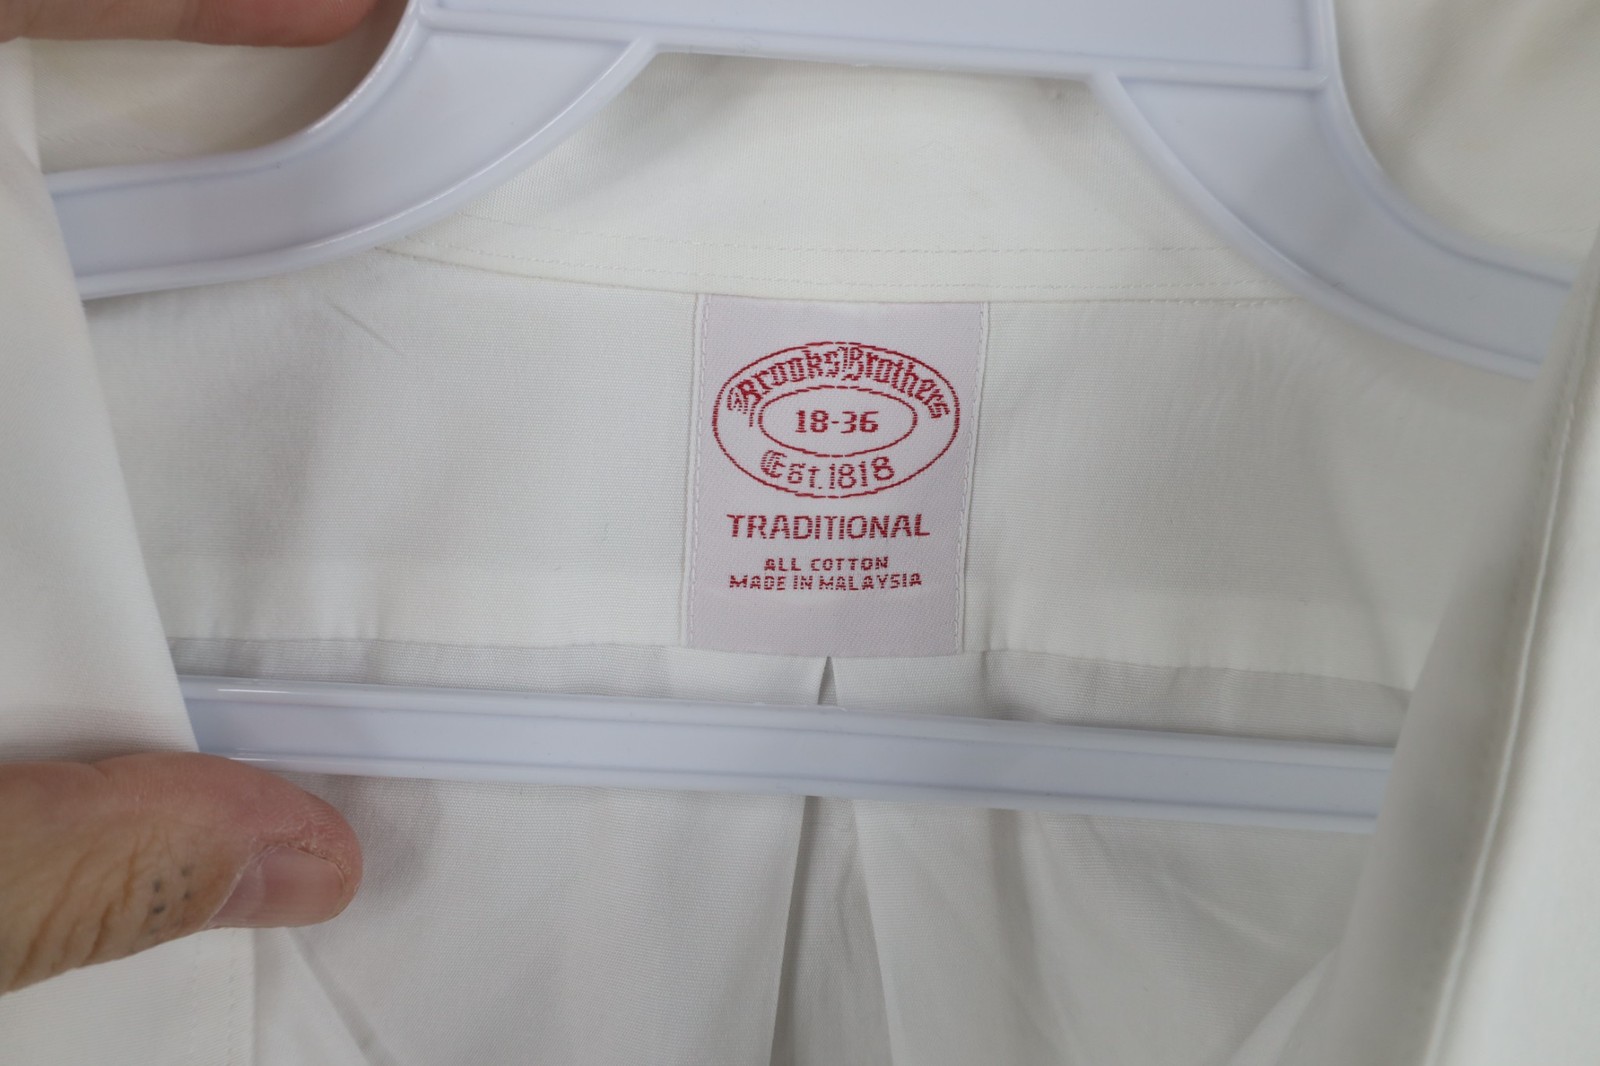 Brooks Brothers
18-36
Est. 1818
TRADITIONAL
ALL COTTON
MADE IN MALAYSIA